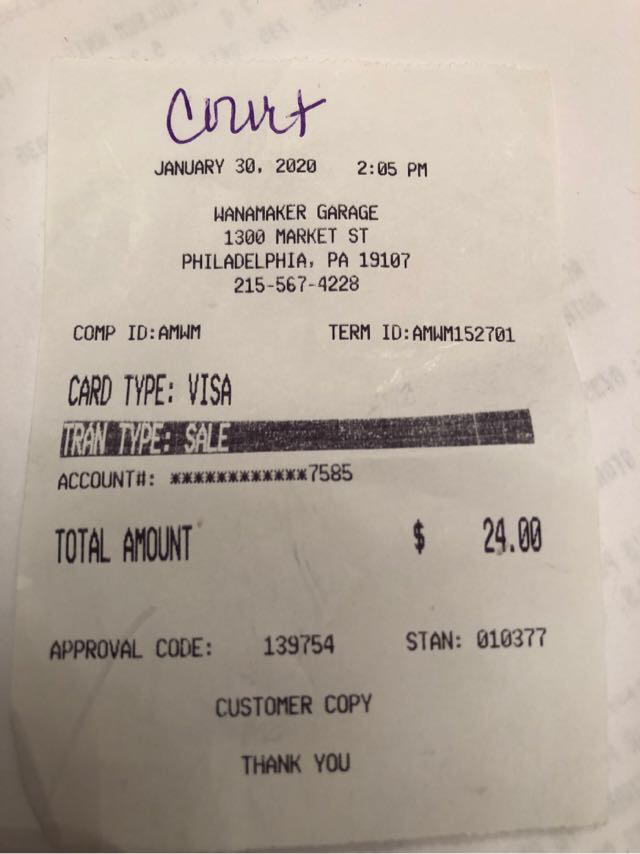 Court
JANUARY 30, 2020 2:05 PM
WANAMAKER GARAGE
1300 MARKET ST
PHILADELPHIA, PA 19107
215-567-4228
COMP ID:AMWM TERM ID:AMWM152701
CARD TYPE: VISA
TRAN TYPE: SALE
ACCOUNT#: ************7585
TOTAL AMOUNT $ 24.00
APPROVAL CODE: 139754 STAN: 010377
CUSTOMER COPY
THANK YOU